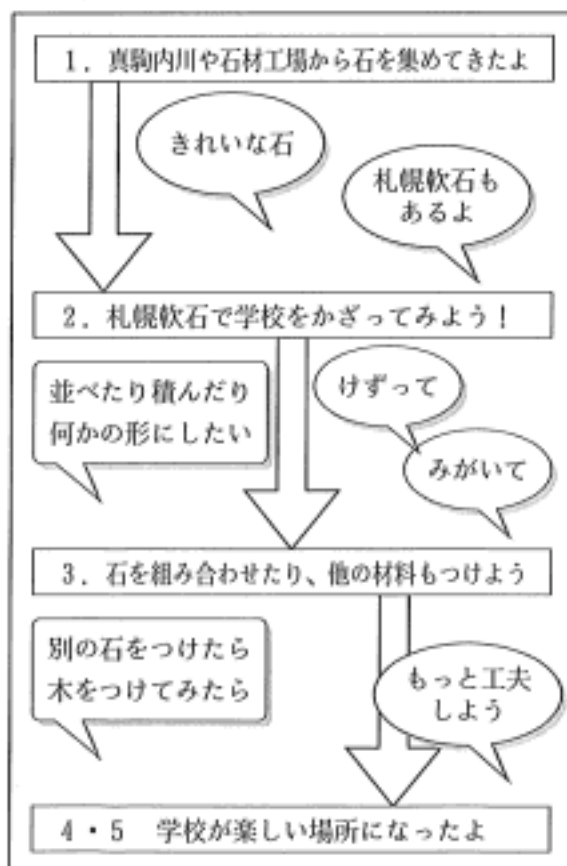 1．真駒内川や石材工場から石を集めてきたよ
きれいな石
札幌軟石も
あるよ
2．札幌軟石で学校をかざってみよう！
並べたり積んだり
何かの形にしたい
けずって
みがいて
3．石を組み合わせたり、他の材料もつけよう
別の石をつけたら
木をつけてみたら
もっと工夫
しよう
4・5　学校が楽しい場所になったよ